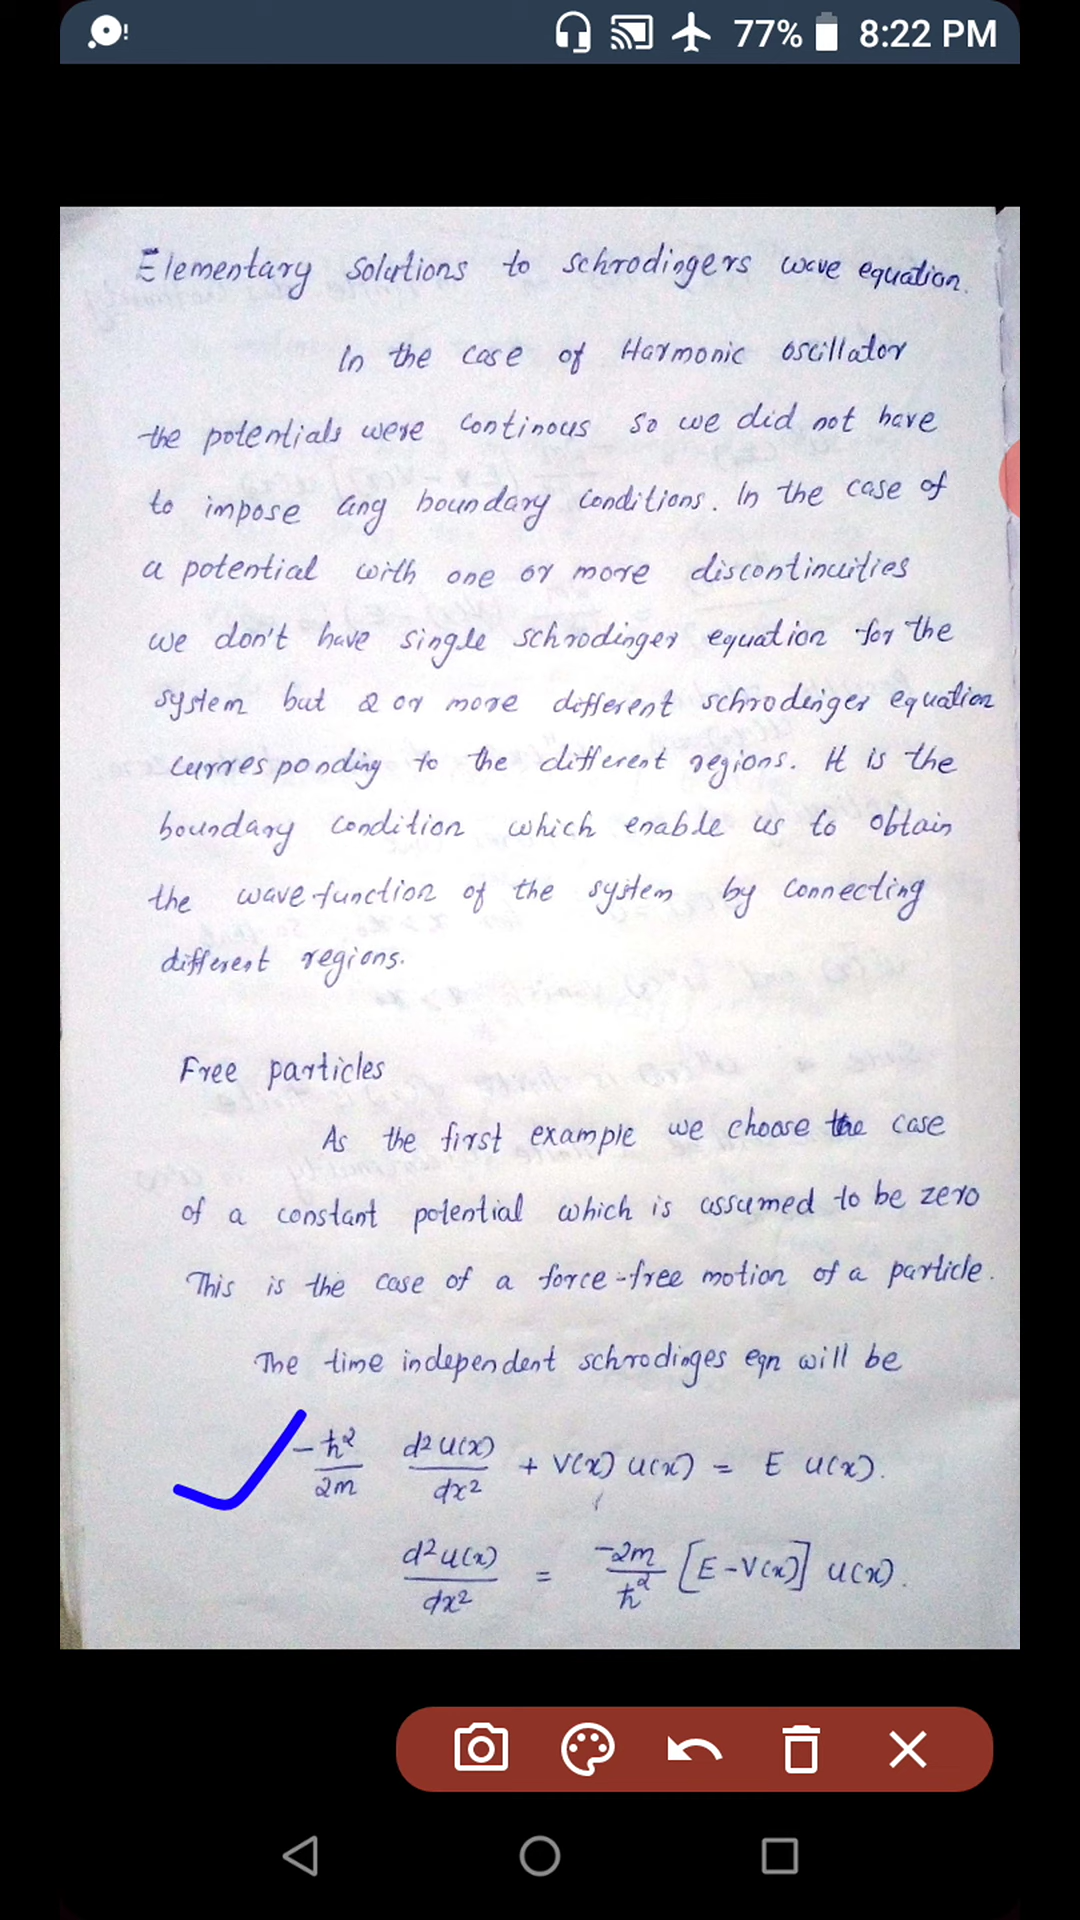 77% 8:22 PM
Elementary solutions to schrodingers wave equation.
In the case of Harmonic oscillator
the potentials were continous so we did not have
to impose ang boundary conditions. In the case of
a potential with one or more discontinuities
we don't have single schrodinger equation for the
system but 2 or more different schrodinger equation
curres ponding to the different regions. It is the
boundary condition which enable us to obtain
the wave function of the system by connecting
different regions.
Free particles
As the first example we choose the case
of a constant potential which is assumed to be zero
This is the case of a force-free motion of a particle.
The time independent schrodinges eqn will be
-ħ²/2m d²u(x)/dx² + V(x) u(x) = E u(x).
d²u(x)/dx² = -2m/ħ² [E-V(x)] u(x).